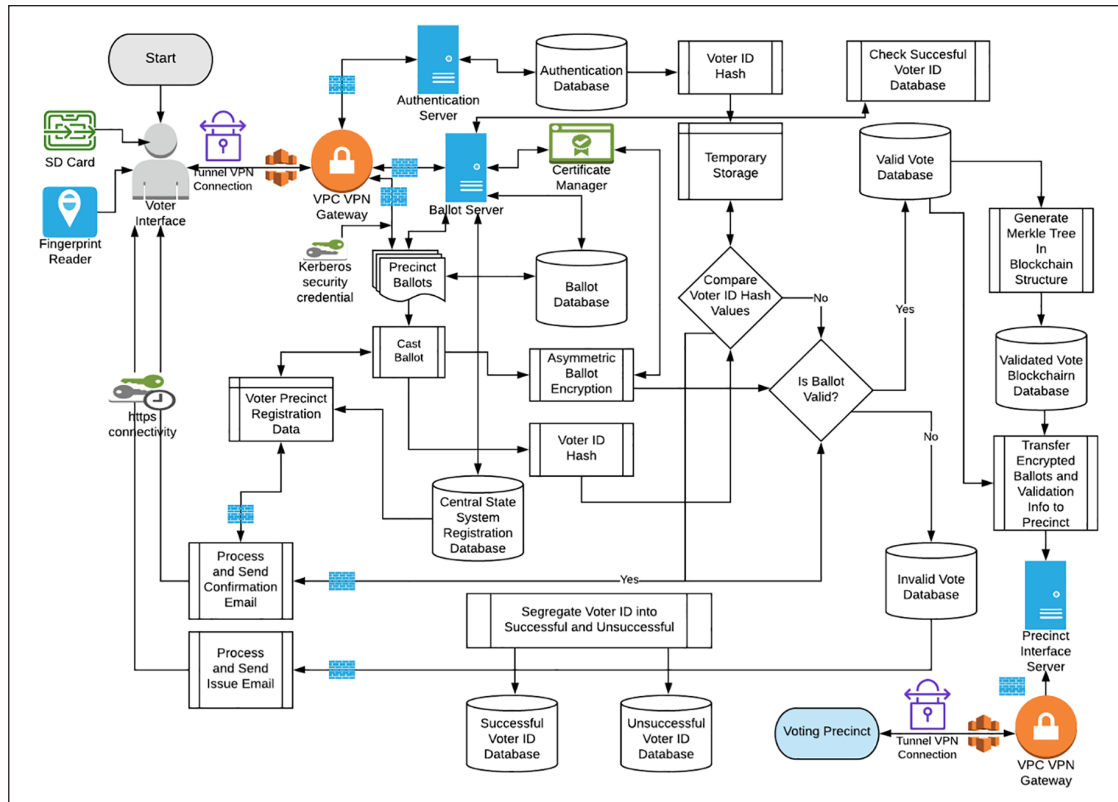 Start
SD Card
Fingerprint
Reader
Voter
Interface
Tunnel VPN
Connection
VPC VPN
Gateway
Authentication
Server
Authentication
Database
Voter ID
Hash
Check Succesful
Voter ID
Database
Ballot Server
Certificate
Manager
Temporary
Storage
Valid Vote
Database
Kerberos
security
credential
Precinct
Ballots
Ballot
Database
Compare
Voter ID Hash
Values
No
Yes
Generate
Merkle Tree
In
Blockchain
Structure
Cast
Ballot
Asymmetric
Ballot
Encryption
Is Ballot
Valid?
No
Validated Vote
Blockchairn
Database
https
connectivity
Voter Precinct
Registration
Data
Voter ID
Hash
Central State
System
Registration
Database
Transfer
Encrypted
Ballots and
Validation
Info to
Precinct
Process
and Send
Confirmation
Email
Yes
Invalid Vote
Database
Segregate Voter ID into
Successful and Unsuccessful
Process
and Send
Issue Email
Precinct
Interface
Server
Successful
Voter ID
Database
Unsuccessful
Voter ID
Database
Voting Precinct
Tunnel VPN
Connection
VPC VPN
Gateway